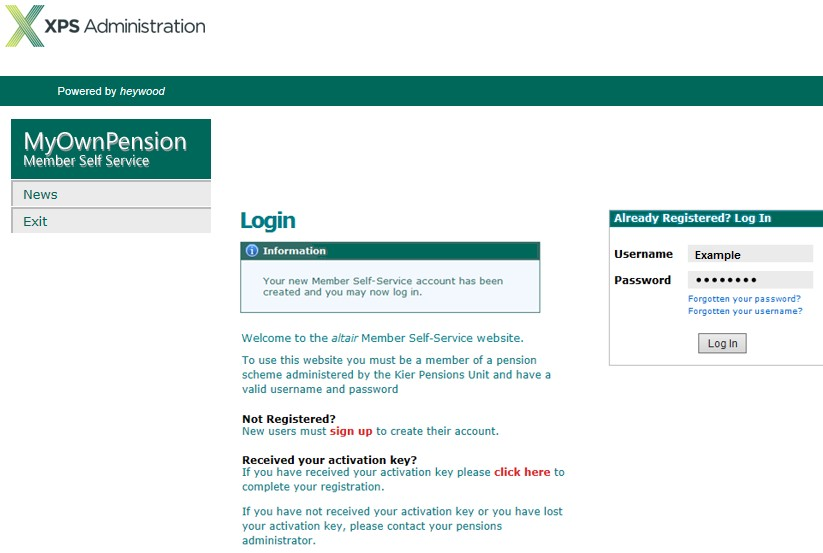 XPS Administration
Powered by heywood
MyOwnPension
Member Self Service
News
Exit
Login
Information
Your new Member Self-Service account has been
created and you may now log in.
Welcome to the altair Member Self-Service website.
To use this website you must be a member of a pension
scheme administered by the Kier Pensions Unit and have a
valid username and password
Not Registered?
New users must sign up to create their account.
Received your activation key?
If you have received your activation key please click here to
complete your registration.
If you have not received your activation key or you have lost
your activation key, please contact your pensions
administrator.
Already Registered? Log In
Username Example
Password ••••••••
Forgotten your password?
Forgotten your username?
Log In